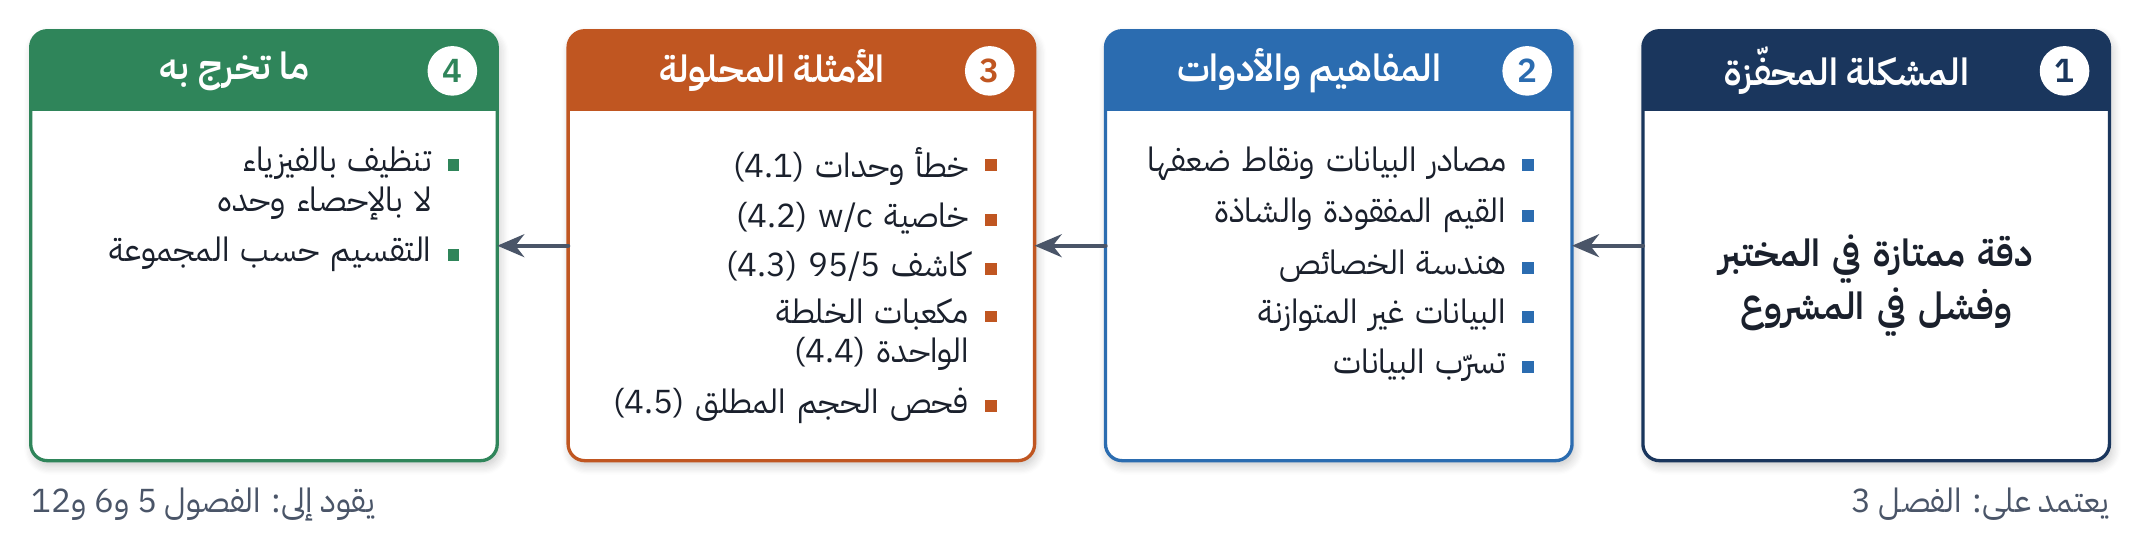 1
المشكلة المحفّزة
دقة ممتازة في المختبر
وفشل في المشروع
2
المفاهيم والأدوات
مصادر البيانات ونقاط ضعفها
القيم المفقودة والشاذة
هندسة الخصائص
البيانات غير المتوازنة
تسرّب البيانات
3
الأمثلة المحلولة
خطأ وحدات (4.1)
خاصية w/c (4.2)
كاشف 95/5 (4.3)
مكعبات الخلطة
الواحدة (4.4)
فحص الحجم المطلق (4.5)
4
ما تخرج به
تنظيف بالفيزياء
لا بالإحصاء وحده
التقسيم حسب المجموعة
يعتمد على: الفصل 3
يقود إلى: الفصول 5 و6 و12